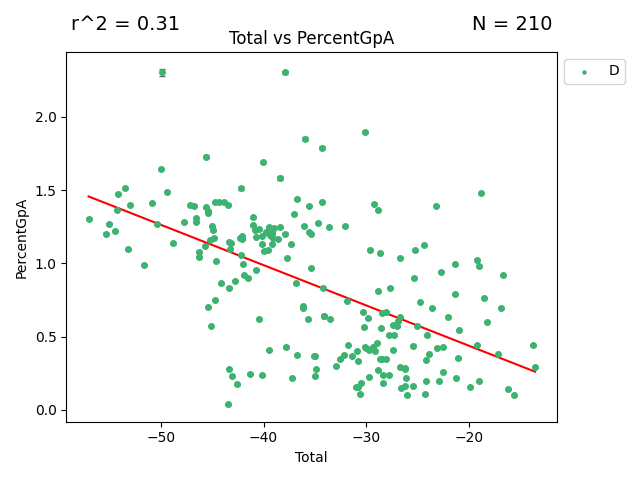 r^2 = 0.31
N = 210
Total vs PercentGpA
D
PercentGpA
2.0
1.5
1.0
0.5
0.0
−50
−40
−30
−20
Total